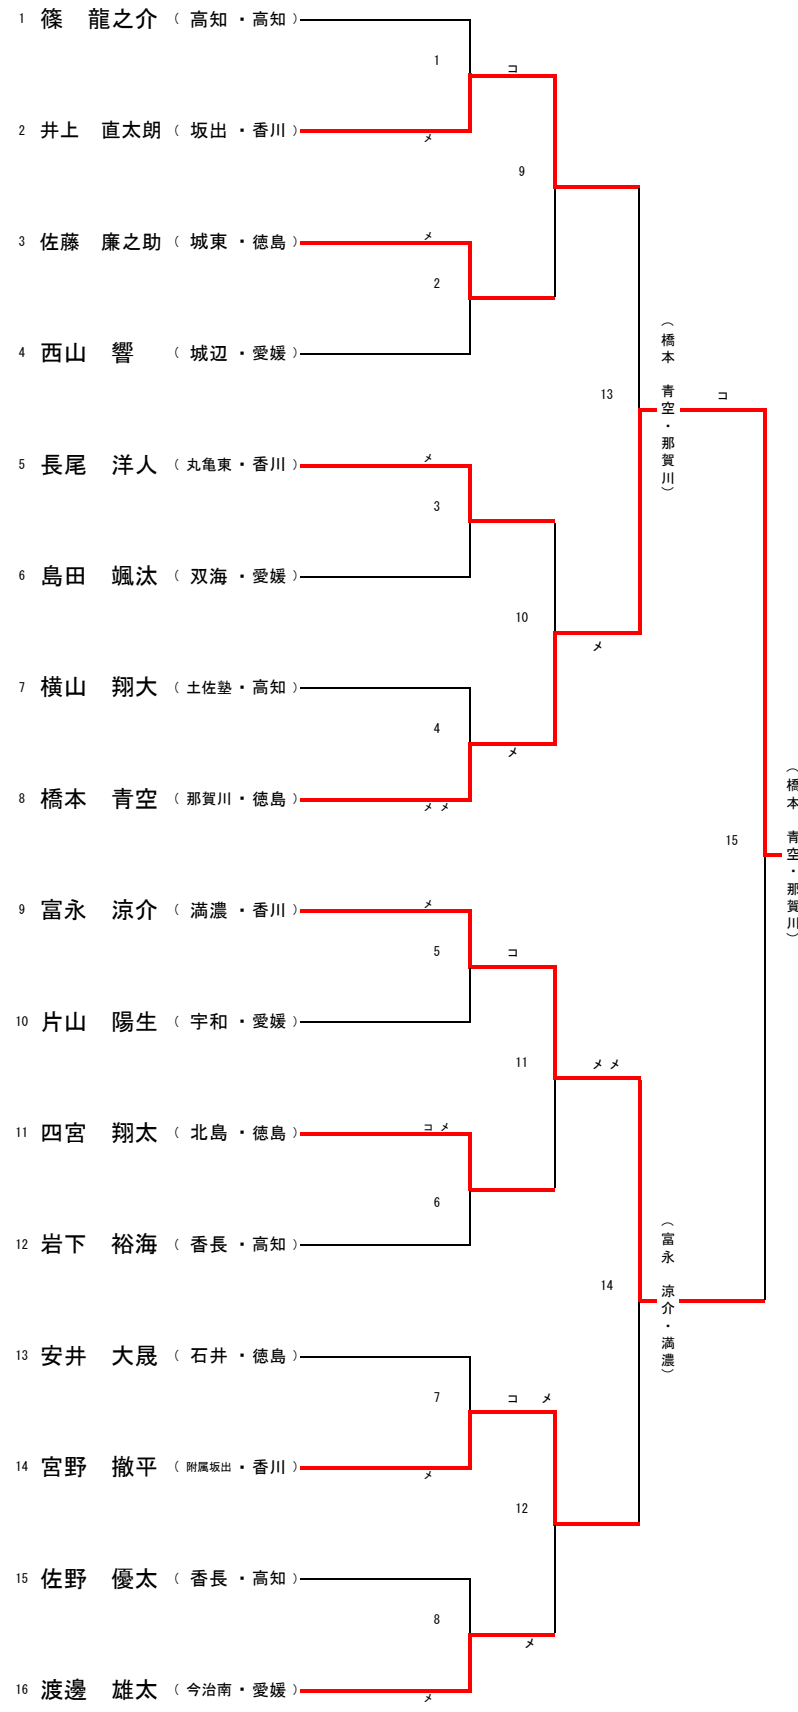 1 篠　龍之介 （ 高知 ・ 高知 ）
1
コ
2 井上　直太朗 （ 坂出 ・ 香川 ）
メ
9
3 佐藤　廉之助 （ 城東 ・ 徳島 ）
メ
2
4 西山　響 （ 城辺 ・ 愛媛 ）
（橋本　青空・那賀川）
13
コ
5 長尾　洋人 （ 丸亀東 ・ 香川 ）
メ
3
6 島田　颯汰 （ 双海 ・ 愛媛 ）
10
メ
7 横山　翔大 （ 土佐塾 ・ 高知 ）
4
メ
8 橋本　青空 （ 那賀川 ・ 徳島 ）
メ メ
（橋本　青空・那賀川）
15
9 富永　涼介 （ 満濃 ・ 香川 ）
メ
5
コ
10 片山　陽生 （ 宇和 ・ 愛媛 ）
11
メ メ
11 四宮　翔太 （ 北島 ・ 徳島 ）
コ メ
6
12 岩下　裕海 （ 香長 ・ 高知 ）
（富永　涼介・満濃）
14
13 安井　大晟 （ 石井 ・ 徳島 ）
7
コ　メ
14 宮野　撤平 （ 附属坂出 ・ 香川 ）
メ
12
15 佐野　優太 （ 香長 ・ 高知 ）
8
メ
16 渡邊　雄太 （ 今治南 ・ 愛媛 ）
メ